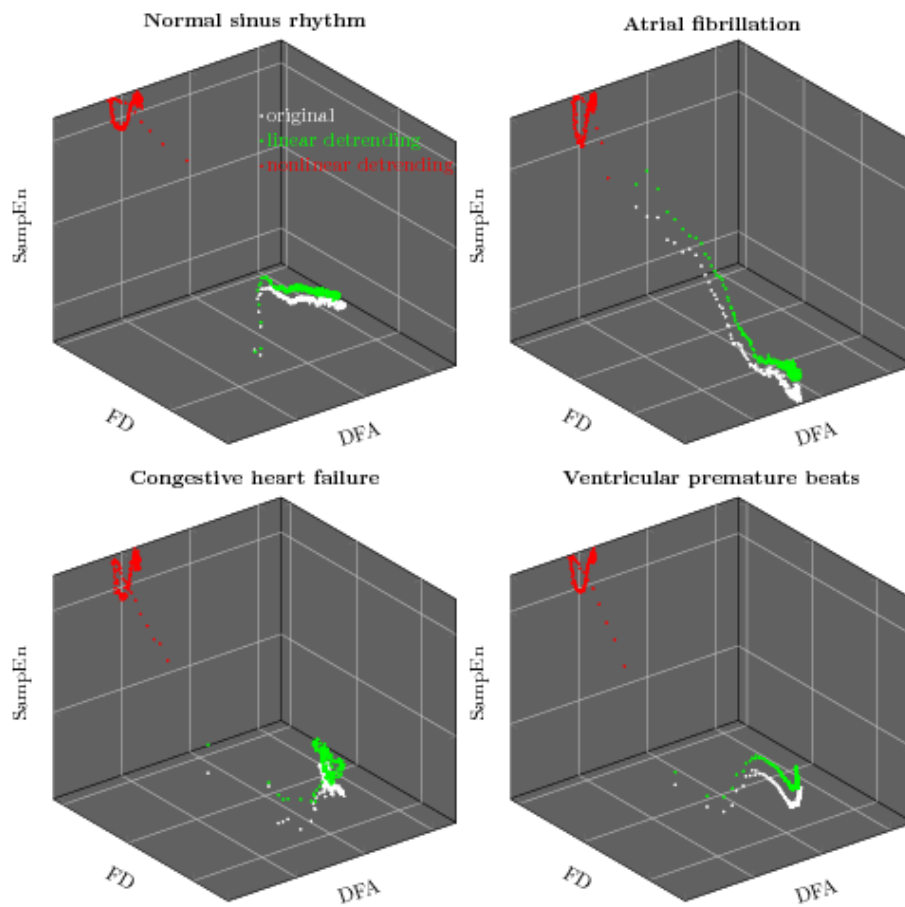 Normal sinus rhythm
Atrial fibrillation
original
linear detrending
nonlinear detrending
SampEn
FD
DFA
SampEn
FD
DFA
Congestive heart failure
Ventricular premature beats
SampEn
FD
DFA
SampEn
FD
DFA